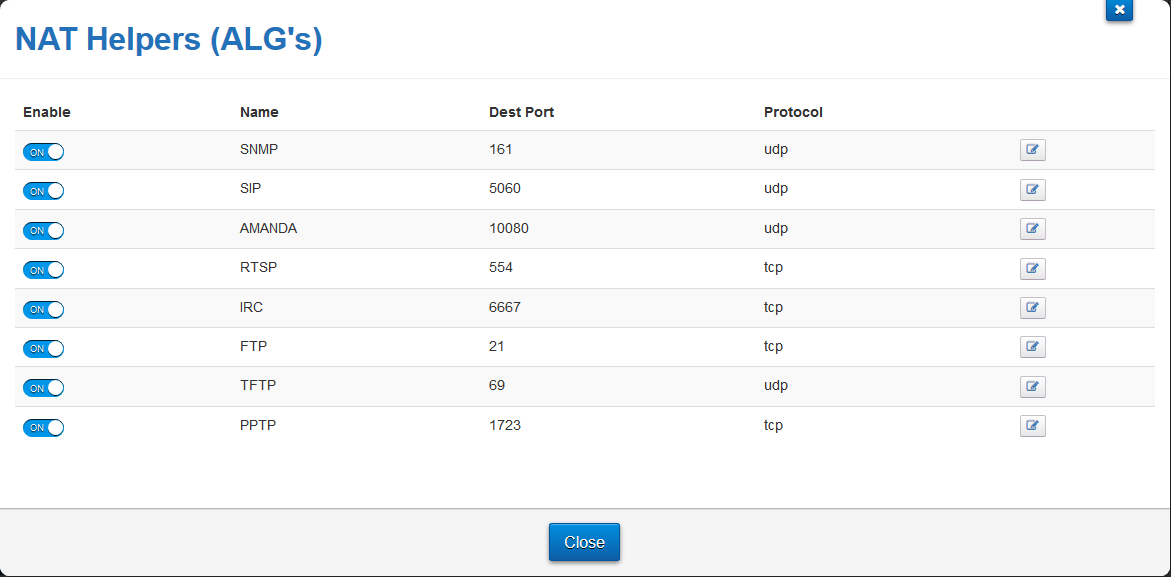 NAT Helpers (ALG's)
Enable Name Dest Port Protocol
ON SNMP 161 udp
ON SIP 5060 udp
ON AMANDA 10080 udp
ON RTSP 554 tcp
ON IRC 6667 tcp
ON FTP 21 tcp
ON TFTP 69 udp
ON PPTP 1723 tcp
Close